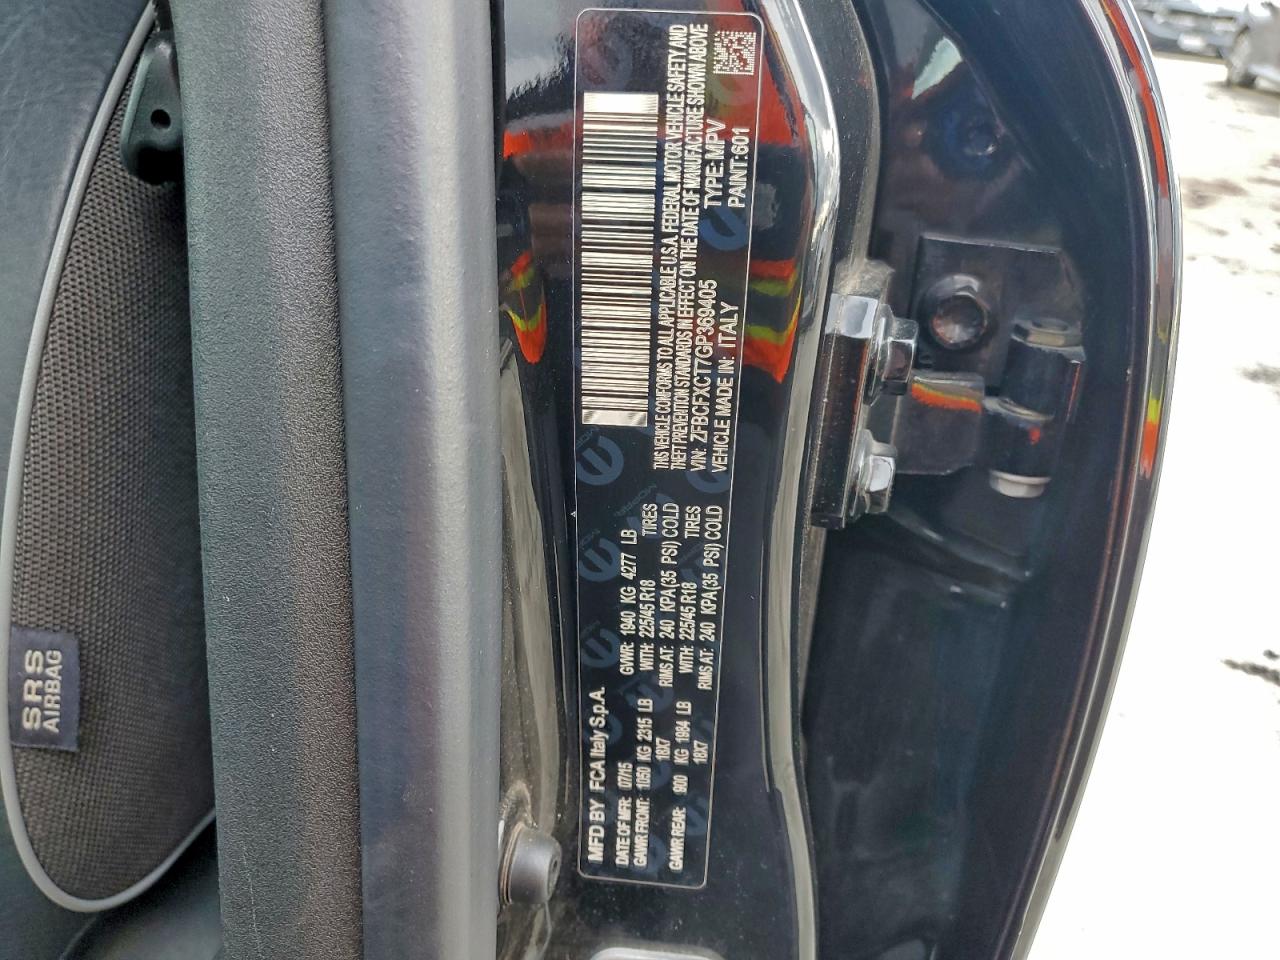 MFD BY FCA Italy S.p.A.
DATE OF MFR: 07/15 GVWR: 1940 KG 4277 LB
GAWR FRONT: 1050 KG 2315 LB WITH: 225/45 R18 TIRES
18X7 RIMS AT: 240 KPA(35 PSI) COLD
GAWR REAR: 900 KG 1984 LB WITH: 225/45 R18 TIRES
18X7 RIMS AT: 240 KPA(35 PSI) COLD
THIS VEHICLE CONFORMS TO ALL APPLICABLE U.S.A. FEDERAL MOTOR VEHICLE SAFETY AND
THEFT PREVENTION STANDARDS IN EFFECT ON THE DATE OF MANUFACTURE SHOWN ABOVE
VIN: ZFBCFXCT7GP369405 TYPE: MPV
VEHICLE MADE IN: ITALY PAINT:601
SRS
AIRBAG